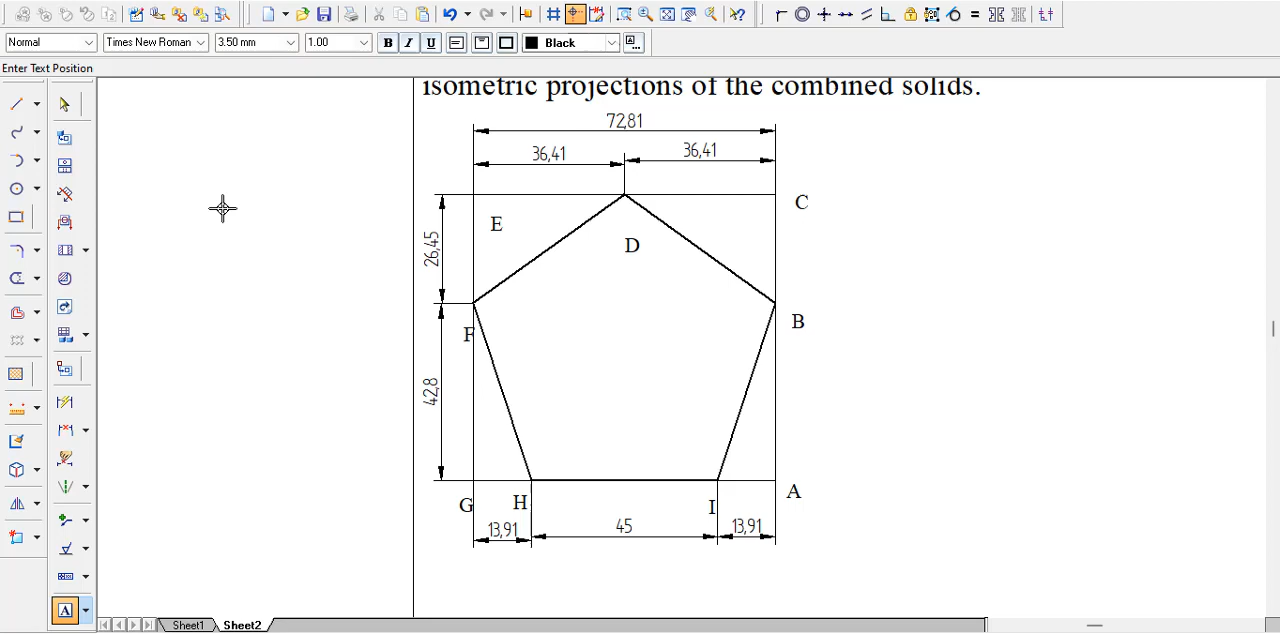 Normal Times New Roman 3.50 mm 1.00 B I U Black
Enter Text Position
isometric projections of the combined solids.
72,81
36,41 36,41
C
E
D
26,45
B
F
42,8
A
G H I
13,91 45 13,91
A
Sheet1 Sheet2